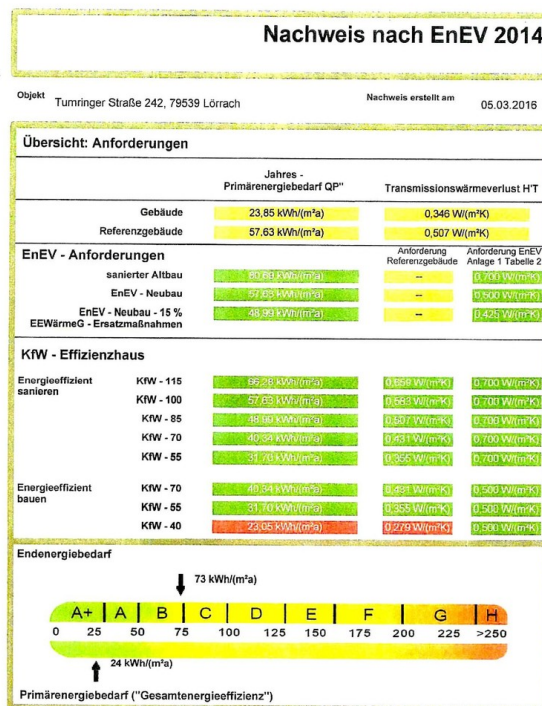 Nachweis nach EnEV 2014
Objekt Tumringer Straße 242, 79539 Lörrach Nachweis erstellt am 05.03.2016
Übersicht: Anforderungen
Jahres - Primärenergiebedarf QP" Transmissionswärmeverlust H'T
Gebäude 23,85 kWh/(m²a) 0,346 W/(m²K)
Referenzgebäude 57,63 kWh/(m²a) 0,507 W/(m²K)
EnEV - Anforderungen Anforderung Referenzgebäude Anforderung EnEV Anlage 1 Tabelle 2
sanierter Altbau kWh/(m²a) -- 0,700 W/(m²K)
EnEV - Neubau 57,63 kWh/(m²a) -- 0,500 W/(m²K)
EnEV - Neubau - 15 % 48,99 kWh/(m²a) -- 0,425 W/(m²K)
EEWärmeG - Ersatzmaßnahmen
KfW - Effizienzhaus
Energieeffizient sanieren KfW - 115 66,28 kWh/(m²a) 0,659 W/(m²K) 0,700 W/(m²K)
KfW - 100 57,63 kWh/(m²a) 0,583 W/(m²K) 0,700 W/(m²K)
KfW - 85 48,99 kWh/(m²a) 0,507 W/(m²K) 0,700 W/(m²K)
KfW - 70 40,34 kWh/(m²a) 0,431 W/(m²K) 0,700 W/(m²K)
KfW - 55 31,70 kWh/(m²a) 0,355 W/(m²K) 0,700 W/(m²K)
Energieeffizient bauen KfW - 70 40,34 kWh/(m²a) 0,431 W/(m²K) 0,500 W/(m²K)
KfW - 55 31,70 kWh/(m²a) 0,355 W/(m²K) 0,500 W/(m²K)
KfW - 40 23,05 kWh/(m²a) 0,279 W/(m²K) 0,500 W/(m²K)
Endenergiebedarf
73 kWh/(m²a)
A+ A B C D E F G H
0 25 50 75 100 125 150 175 200 225 >250
24 kWh/(m²a)
Primärenergiebedarf ("Gesamtenergieeffizienz")